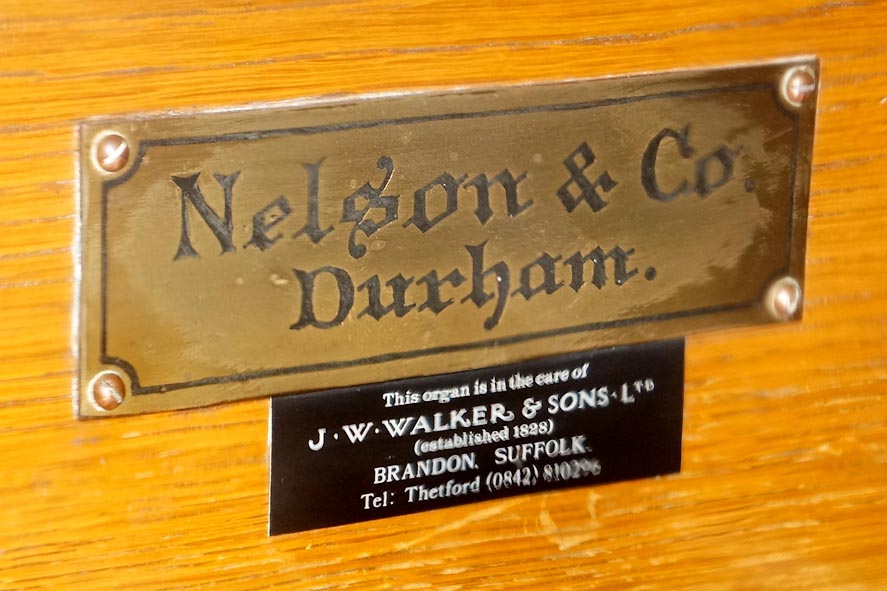 Nelson & Co.
Durham.
This organ is in the care of
J·W·WALKER & SONS·LTD
(established 1828)
BRANDON, SUFFOLK.
Tel: Thetford (0842) 810296